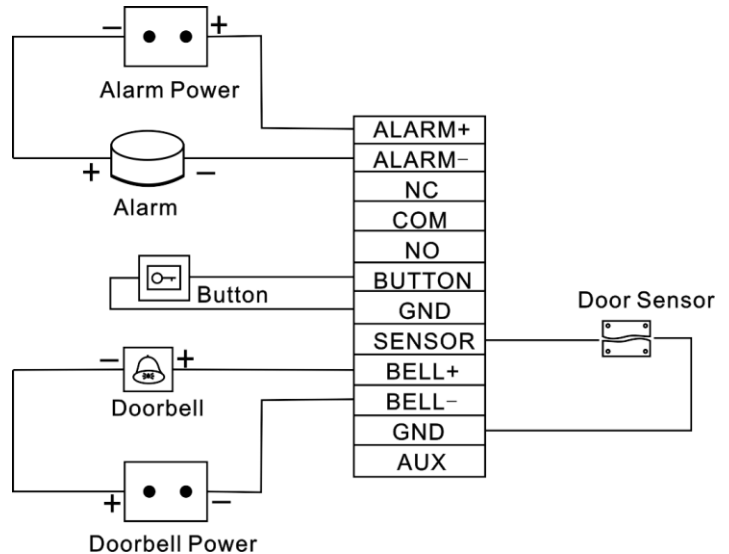 − +
Alarm Power
+ −
Alarm
ALARM+
ALARM−
NC
COM
NO
BUTTON
GND
SENSOR
BELL+
BELL−
GND
AUX
Button
Door Sensor
− +
Doorbell
+ −
Doorbell Power